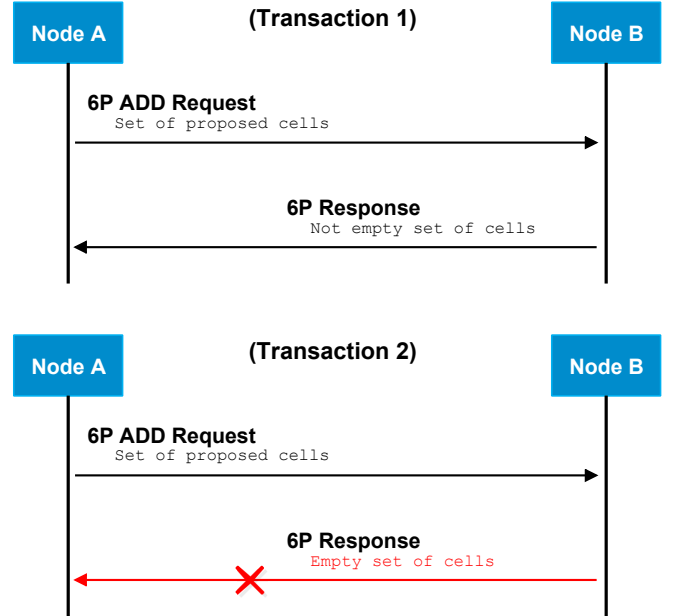 (Transaction 1)
Node A
Node B
6P ADD Request
Set of proposed cells
6P Response
Not empty set of cells
(Transaction 2)
Node A
Node B
6P ADD Request
Set of proposed cells
6P Response
Empty set of cells